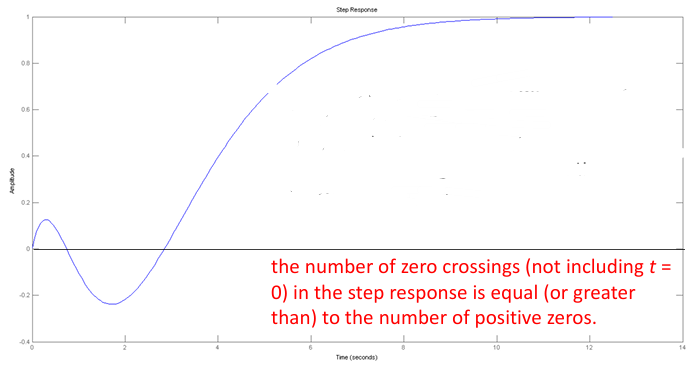 Step Response
1
0.8
0.6
0.4
0.2
0
-0.2
-0.4
Amplitude
the number of zero crossings (not including t =
0) in the step response is equal (or greater
than) to the number of positive zeros.
0 2 4 6 8 10 12 14
Time (seconds)